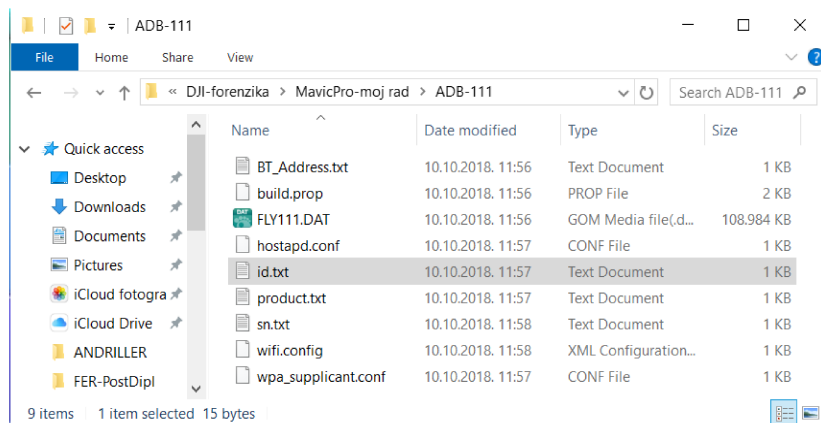 ADB-111
File Home Share View
« DJI-forenzika > MavicPro-moj rad > ADB-111 Search ADB-111
Name Date modified Type Size
Quick access
Desktop
Downloads
Documents
Pictures
iCloud fotogra
iCloud Drive
ANDRILLER
FER-PostDipl
BT_Address.txt 10.10.2018. 11:56 Text Document 1 KB
build.prop 10.10.2018. 11:56 PROP File 2 KB
DAT FLY111.DAT 10.10.2018. 11:56 GOM Media file(.d... 108.984 KB
hostapd.conf 10.10.2018. 11:57 CONF File 1 KB
id.txt 10.10.2018. 11:57 Text Document 1 KB
product.txt 10.10.2018. 11:57 Text Document 1 KB
sn.txt 10.10.2018. 11:58 Text Document 1 KB
wifi.config 10.10.2018. 11:58 XML Configuration... 1 KB
wpa_supplicant.conf 10.10.2018. 11:57 CONF File 1 KB
9 items 1 item selected 15 bytes